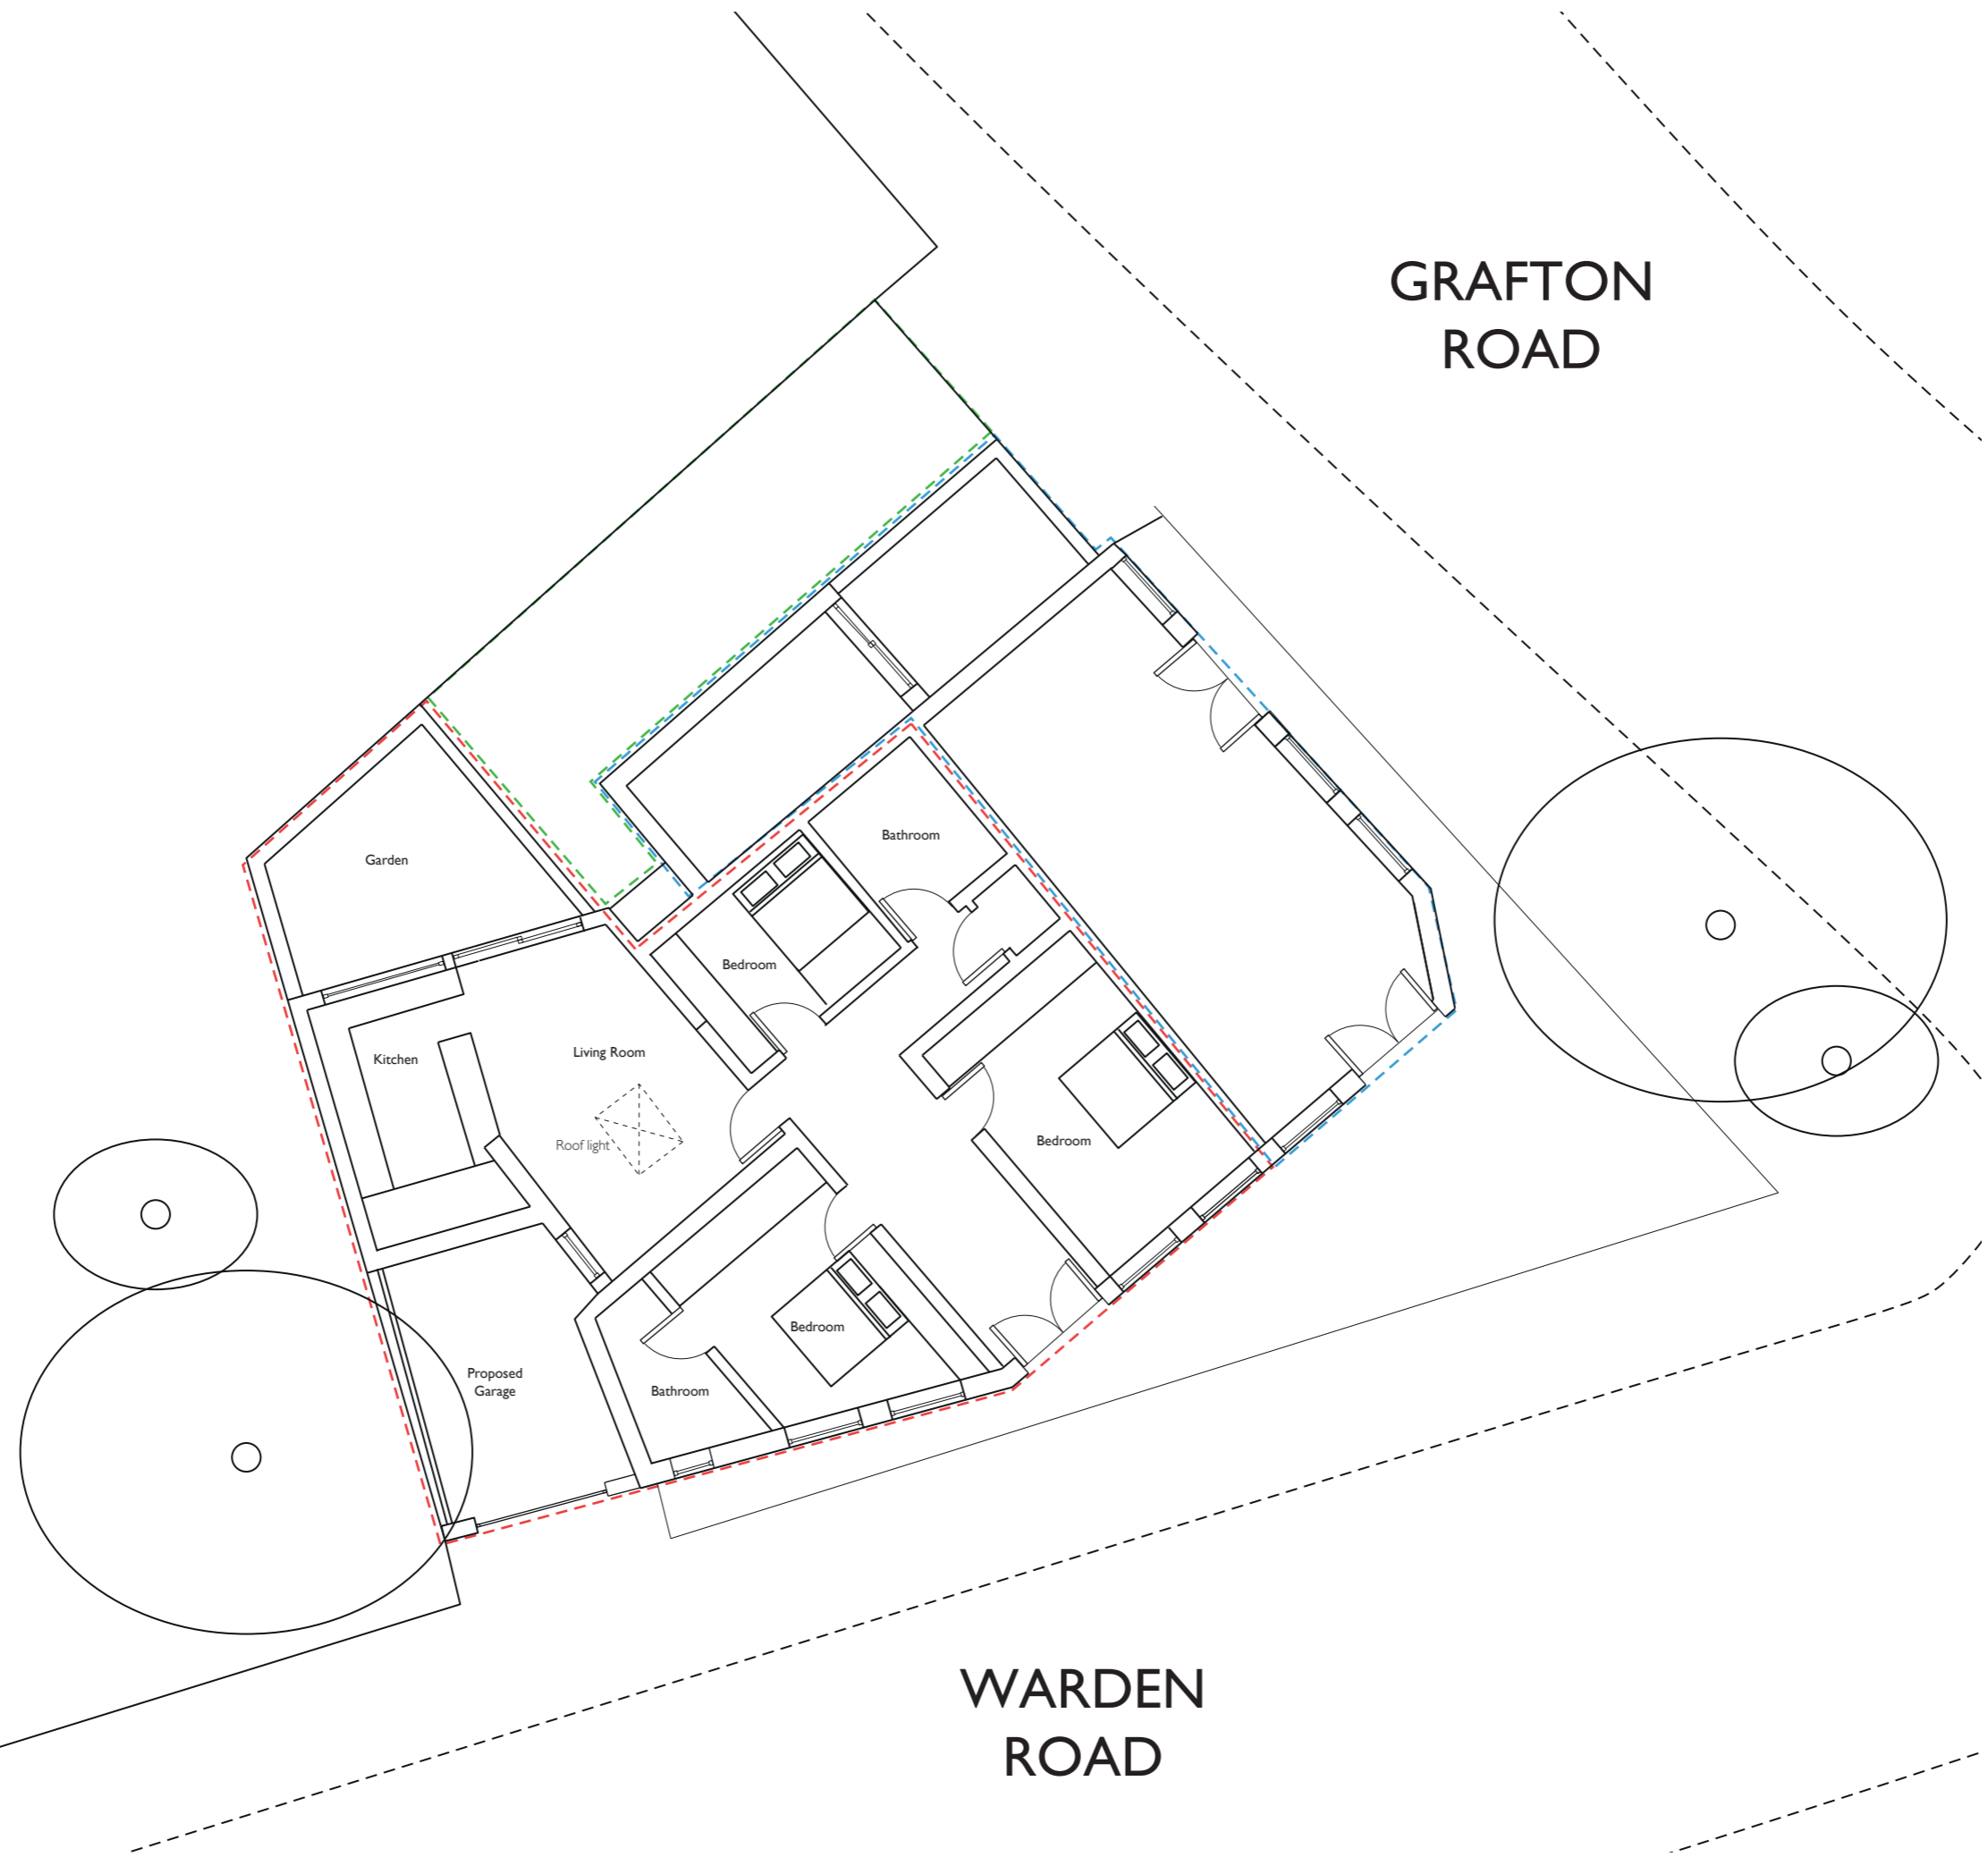 GRAFTON
ROAD
Bathroom
Garden
Bedroom
Living Room
Kitchen
Bedroom
Roof light
Bedroom
Proposed
Garage
Bathroom
WARDEN
ROAD